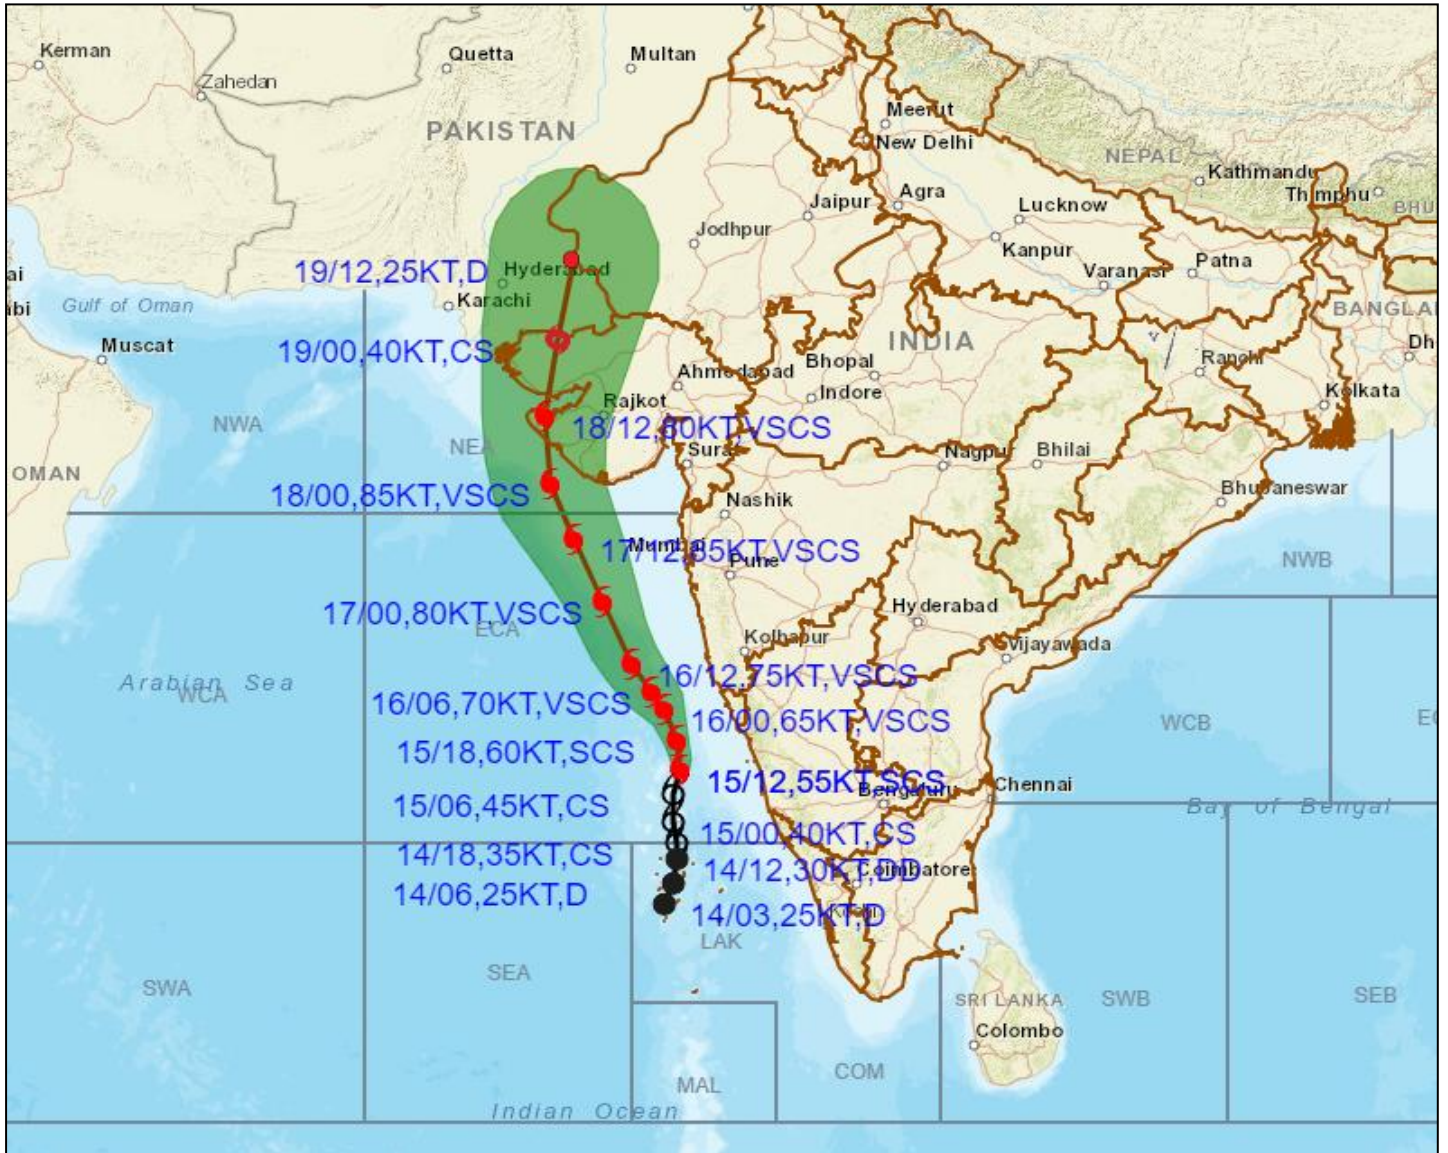 Kerman
Quetta
Multan
Zahedan
Meerut
PAKISTAN
New Delhi
NEPAL
Kathmandu
Thimphu
BHU
Agra
Jaipur
Lucknow
Jodhpur
Kanpur
Patna
Varanasi
19/12,25KT,D
Hyderabad
ai
Karachi
abi
Gulf of Oman
BANGLA
INDIA
Muscat
Dh
19/00,40KT,CS
Bhopal
Ranchi
Ahmedabad
Indore
Kolkata
Rajkot
NWA
18/12,80KT,VSCS
NEA
Surat
Nagpur
Bhilai
OMAN
18/00,85KT,VSCS
Bhubaneswar
Nashik
Mumbai
17/12,85KT,VSCS
NWB
Pune
Hyderabad
17/00,80KT,VSCS
ECA
Kolhapur
Vijayawada
16/12,75KT,VSCS
Arabian Sea
WCA
16/06,70KT,VSCS
16/00,65KT,VSCS
WCB
EC
15/18,60KT,SCS
15/12,55KT,SCS
Chennai
Bengaluru
15/06,45KT,CS
Bay of Bengal
15/00,40KT,CS
14/18,35KT,CS
14/12,30KT,DD
Coimbatore
14/06,25KT,D
14/03,25KT,D
Kochi
LAK
SEA
SWA
SRI LANKA
SWB
SEB
Colombo
COM
MAL
Indian Ocean